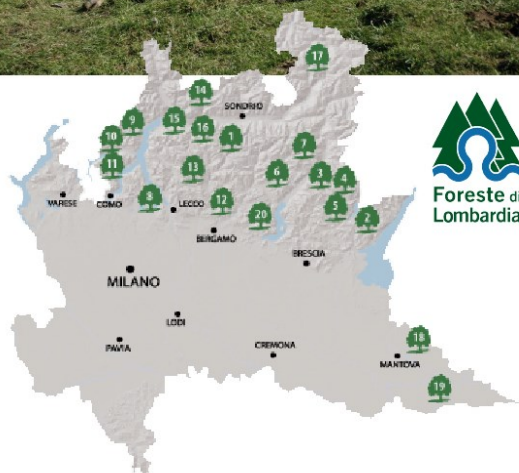 17
14
SONDRIO
9
15
10
16
1
7
11
13
6
3
4
VARESE
COMO
8
LECCO
12
5
2
20
BERGAMO
BRESCIA
MILANO
LODI
PAVIA
CREMONA
18
MANTOVA
19
Foreste di
Lombardia